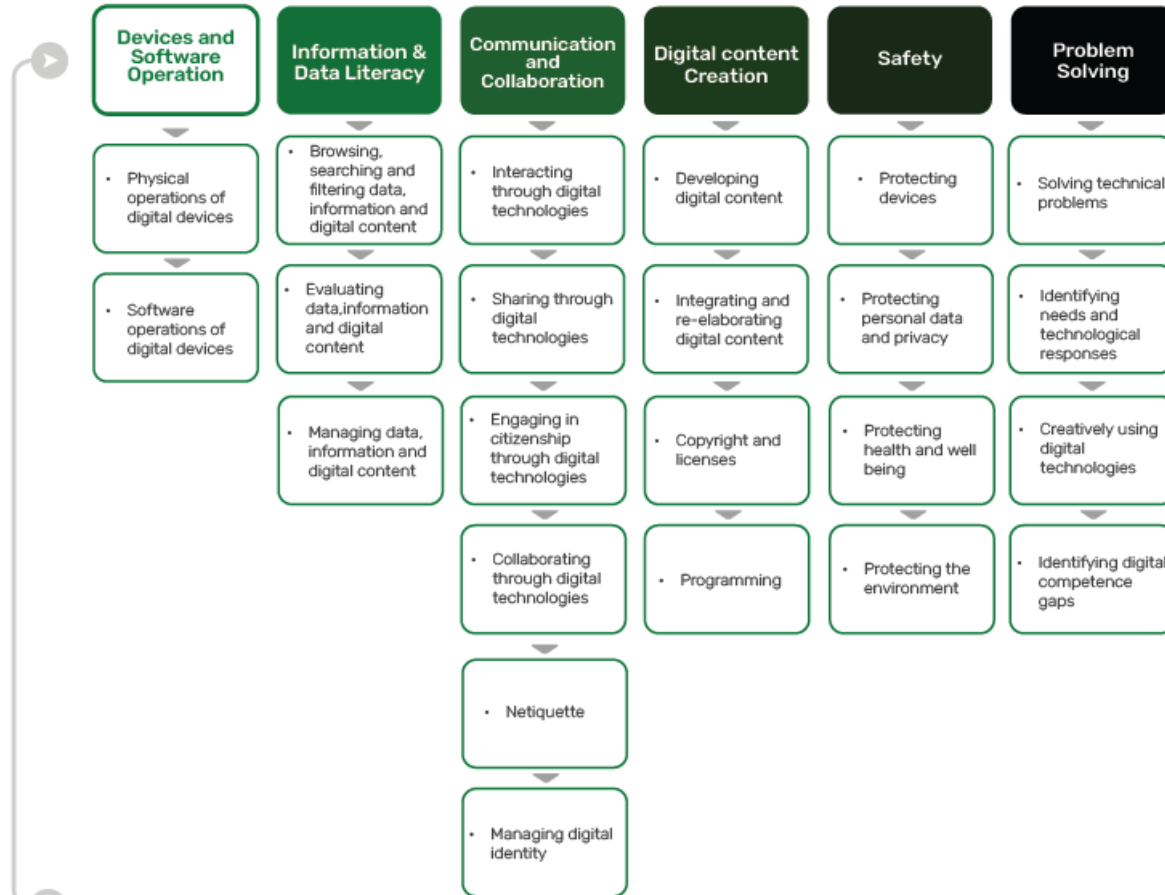 Devices and
Software
Operation
Information &
Data Literacy
Communication
and
Collaboration
Digital content
Creation
Safety
Problem
Solving
• Physical
operations of
digital devices
• Software
operations of
digital devices
• Browsing,
searching and
filtering data,
information and
digital content
• Evaluating
data,information
and digital
content
• Managing data,
information and
digital content
• Interacting
through digital
technologies
• Sharing through
digital
technologies
• Engaging in
citizenship
through digital
technologies
• Collaborating
through digital
technologies
• Netiquette
• Managing digital
identity
• Developing
digital content
• Integrating and
re-elaborating
digital content
• Copyright and
licenses
• Programming
• Protecting
devices
• Protecting
personal data
and privacy
• Protecting
health and well
being
• Protecting the
environment
• Solving technical
problems
• Identifying
needs and
technological
responses
• Creatively using
digital
technologies
• Identifying digital
competence
gaps